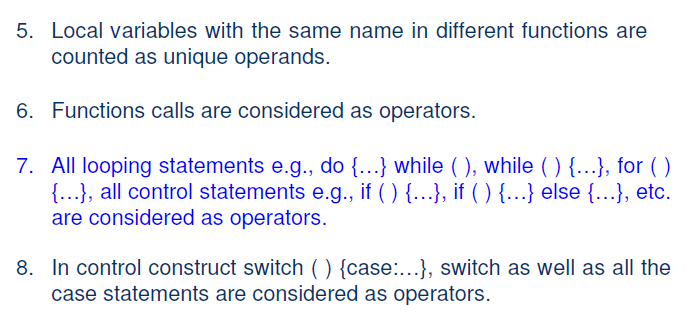 5. Local variables with the same name in different functions are
counted as unique operands.
6. Functions calls are considered as operators.
7. All looping statements e.g., do {…} while ( ), while ( ) {…}, for ( )
{…}, all control statements e.g., if ( ) {…}, if ( ) {…} else {…}, etc.
are considered as operators.
8. In control construct switch ( ) {case:…}, switch as well as all the
case statements are considered as operators.